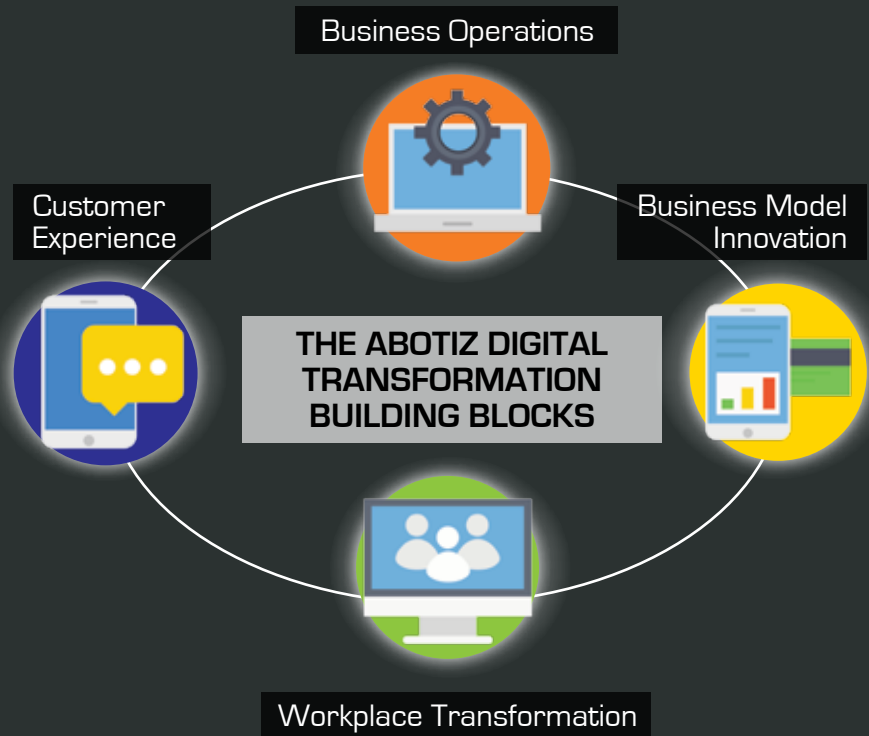 Business Operations
Customer
Experience
Business Model
Innovation
THE ABOTIZ DIGITAL
TRANSFORMATION
BUILDING BLOCKS
Workplace Transformation